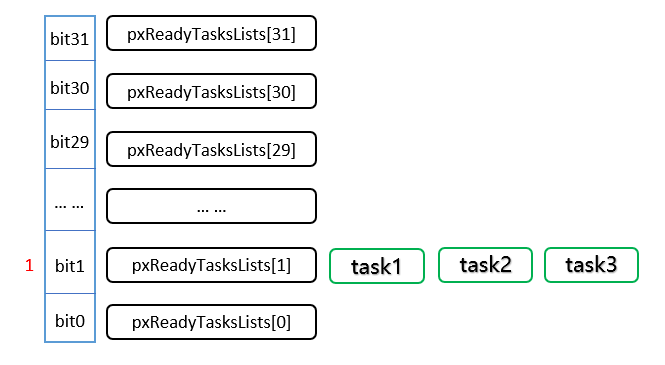 bit31 pxReadyTasksLists[31]
bit30 pxReadyTasksLists[30]
bit29 pxReadyTasksLists[29]
... ... ... ...
1 bit1 pxReadyTasksLists[1] task1 task2 task3
bit0 pxReadyTasksLists[0]